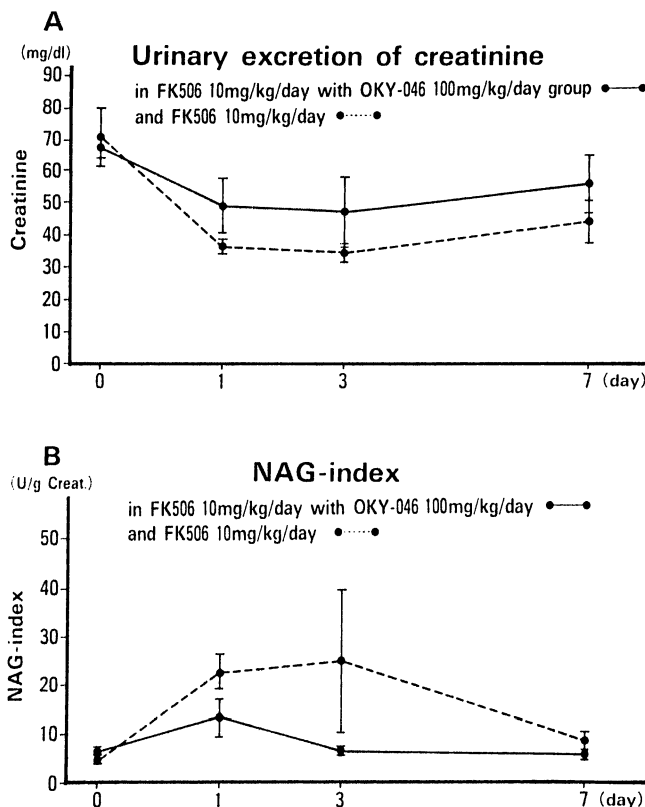 A
(mg/dl)
Urinary excretion of creatinine
in FK506 10mg/kg/day with OKY-046 100mg/kg/day group
and FK506 10mg/kg/day
Creatinine
90
80
70
60
50
40
30
20
10
0
0 1 3 7 (day)
B
(U/g Creat.)
NAG-index
in FK506 10mg/kg/day with OKY-046 100mg/kg/day
and FK506 10mg/kg/day
NAG-index
50
40
30
20
10
0
0 1 3 7 (day)